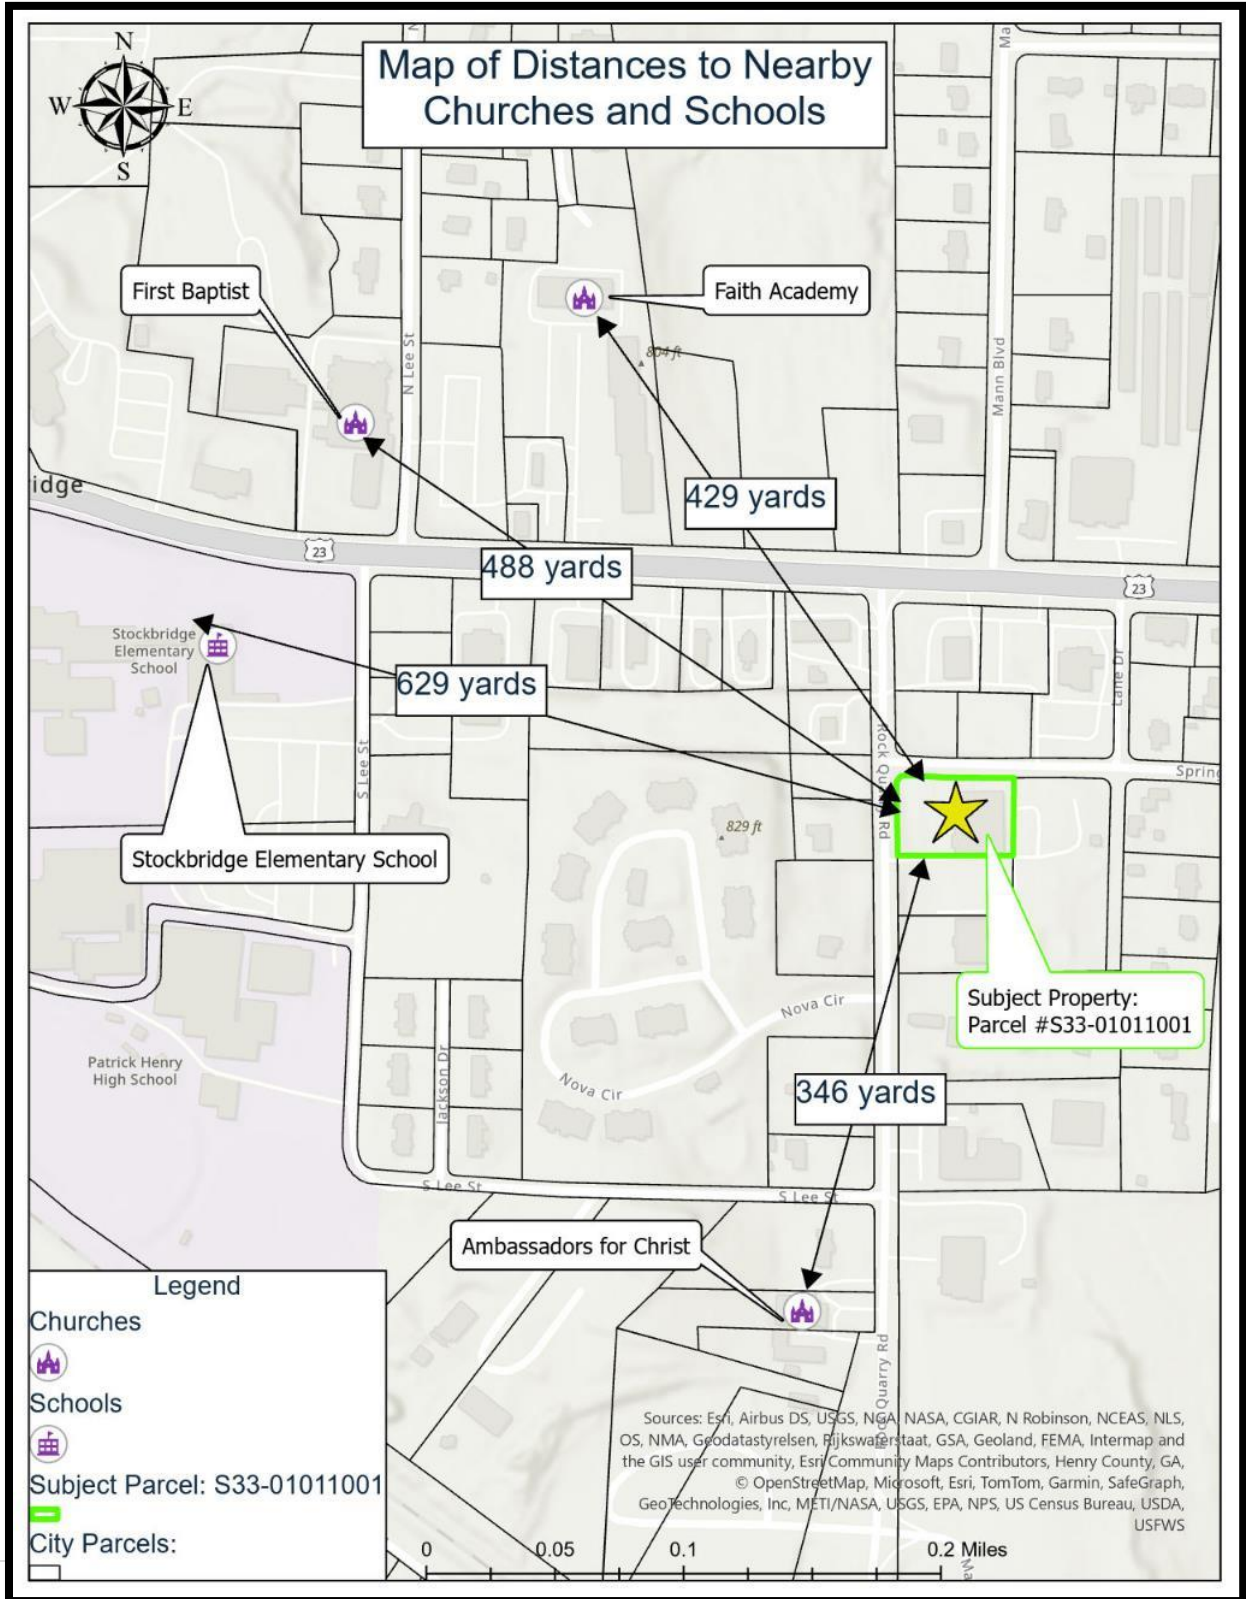 Map of Distances to Nearby
Churches and Schools
N
W
E
S
N
Ma
First Baptist
Faith Academy
N Lee St
804 ft
Mann Blvd
idge
429 yards
23
488 yards
23
Stockbridge
Elementary
School
629 yards
Lane Dr
S Lee St
Rock Qu
Rd
Spring
829 ft
Stockbridge Elementary School
Subject Property:
Parcel #S33-01011001
Nova Cir
Patrick Henry
High School
Jackson Dr
Nova Cir
346 yards
S Lee St
S Lee St
Ambassadors for Christ
Rock Quarry Rd
Legend
Churches
Schools
Subject Parcel: S33-01011001
City Parcels:
Sources: Esri, Airbus DS, USGS, NGA, NASA, CGIAR, N Robinson, NCEAS, NLS,
OS, NMA, Geodatastyrelsen, Rijkswaterstaat, GSA, Geoland, FEMA, Intermap and
the GIS user community, Esri Community Maps Contributors, Henry County, GA,
© OpenStreetMap, Microsoft, Esri, TomTom, Garmin, SafeGraph,
GeoTechnologies, Inc, METI/NASA, USGS, EPA, NPS, US Census Bureau, USDA,
USFWS
0 0.05 0.1 0.2 Miles
Ma